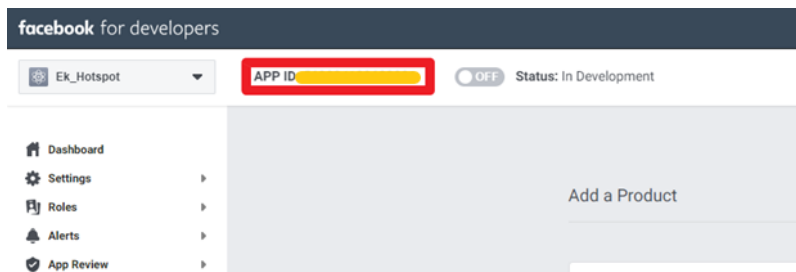 facebook for developers
Ek_Hotspot
APP ID
OFF
Status: In Development
Dashboard
Settings
Roles
Alerts
App Review
Add a Product